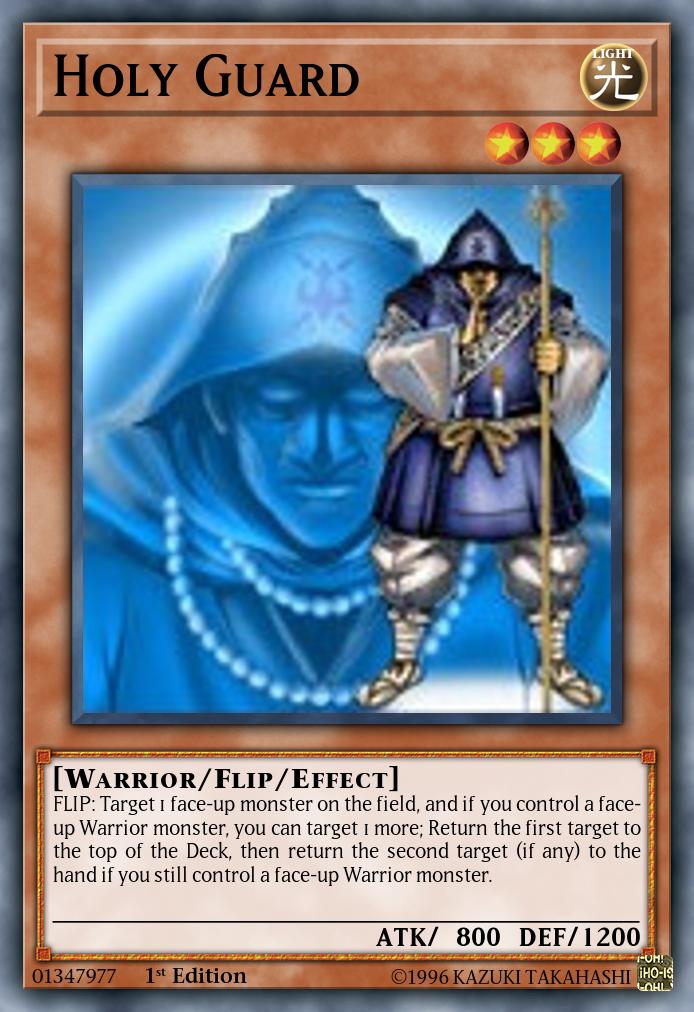 Holy Guard
LIGHT
光
[Warrior/Flip/Effect]
FLIP: Target 1 face-up monster on the field, and if you control a face-
up Warrior monster, you can target 1 more; Return the first target to
the top of the Deck, then return the second target (if any) to the
hand if you still control a face-up Warrior monster.
ATK/ 800 DEF/1200
01347977 1st Edition ©1996 KAZUKI TAKAHASHI